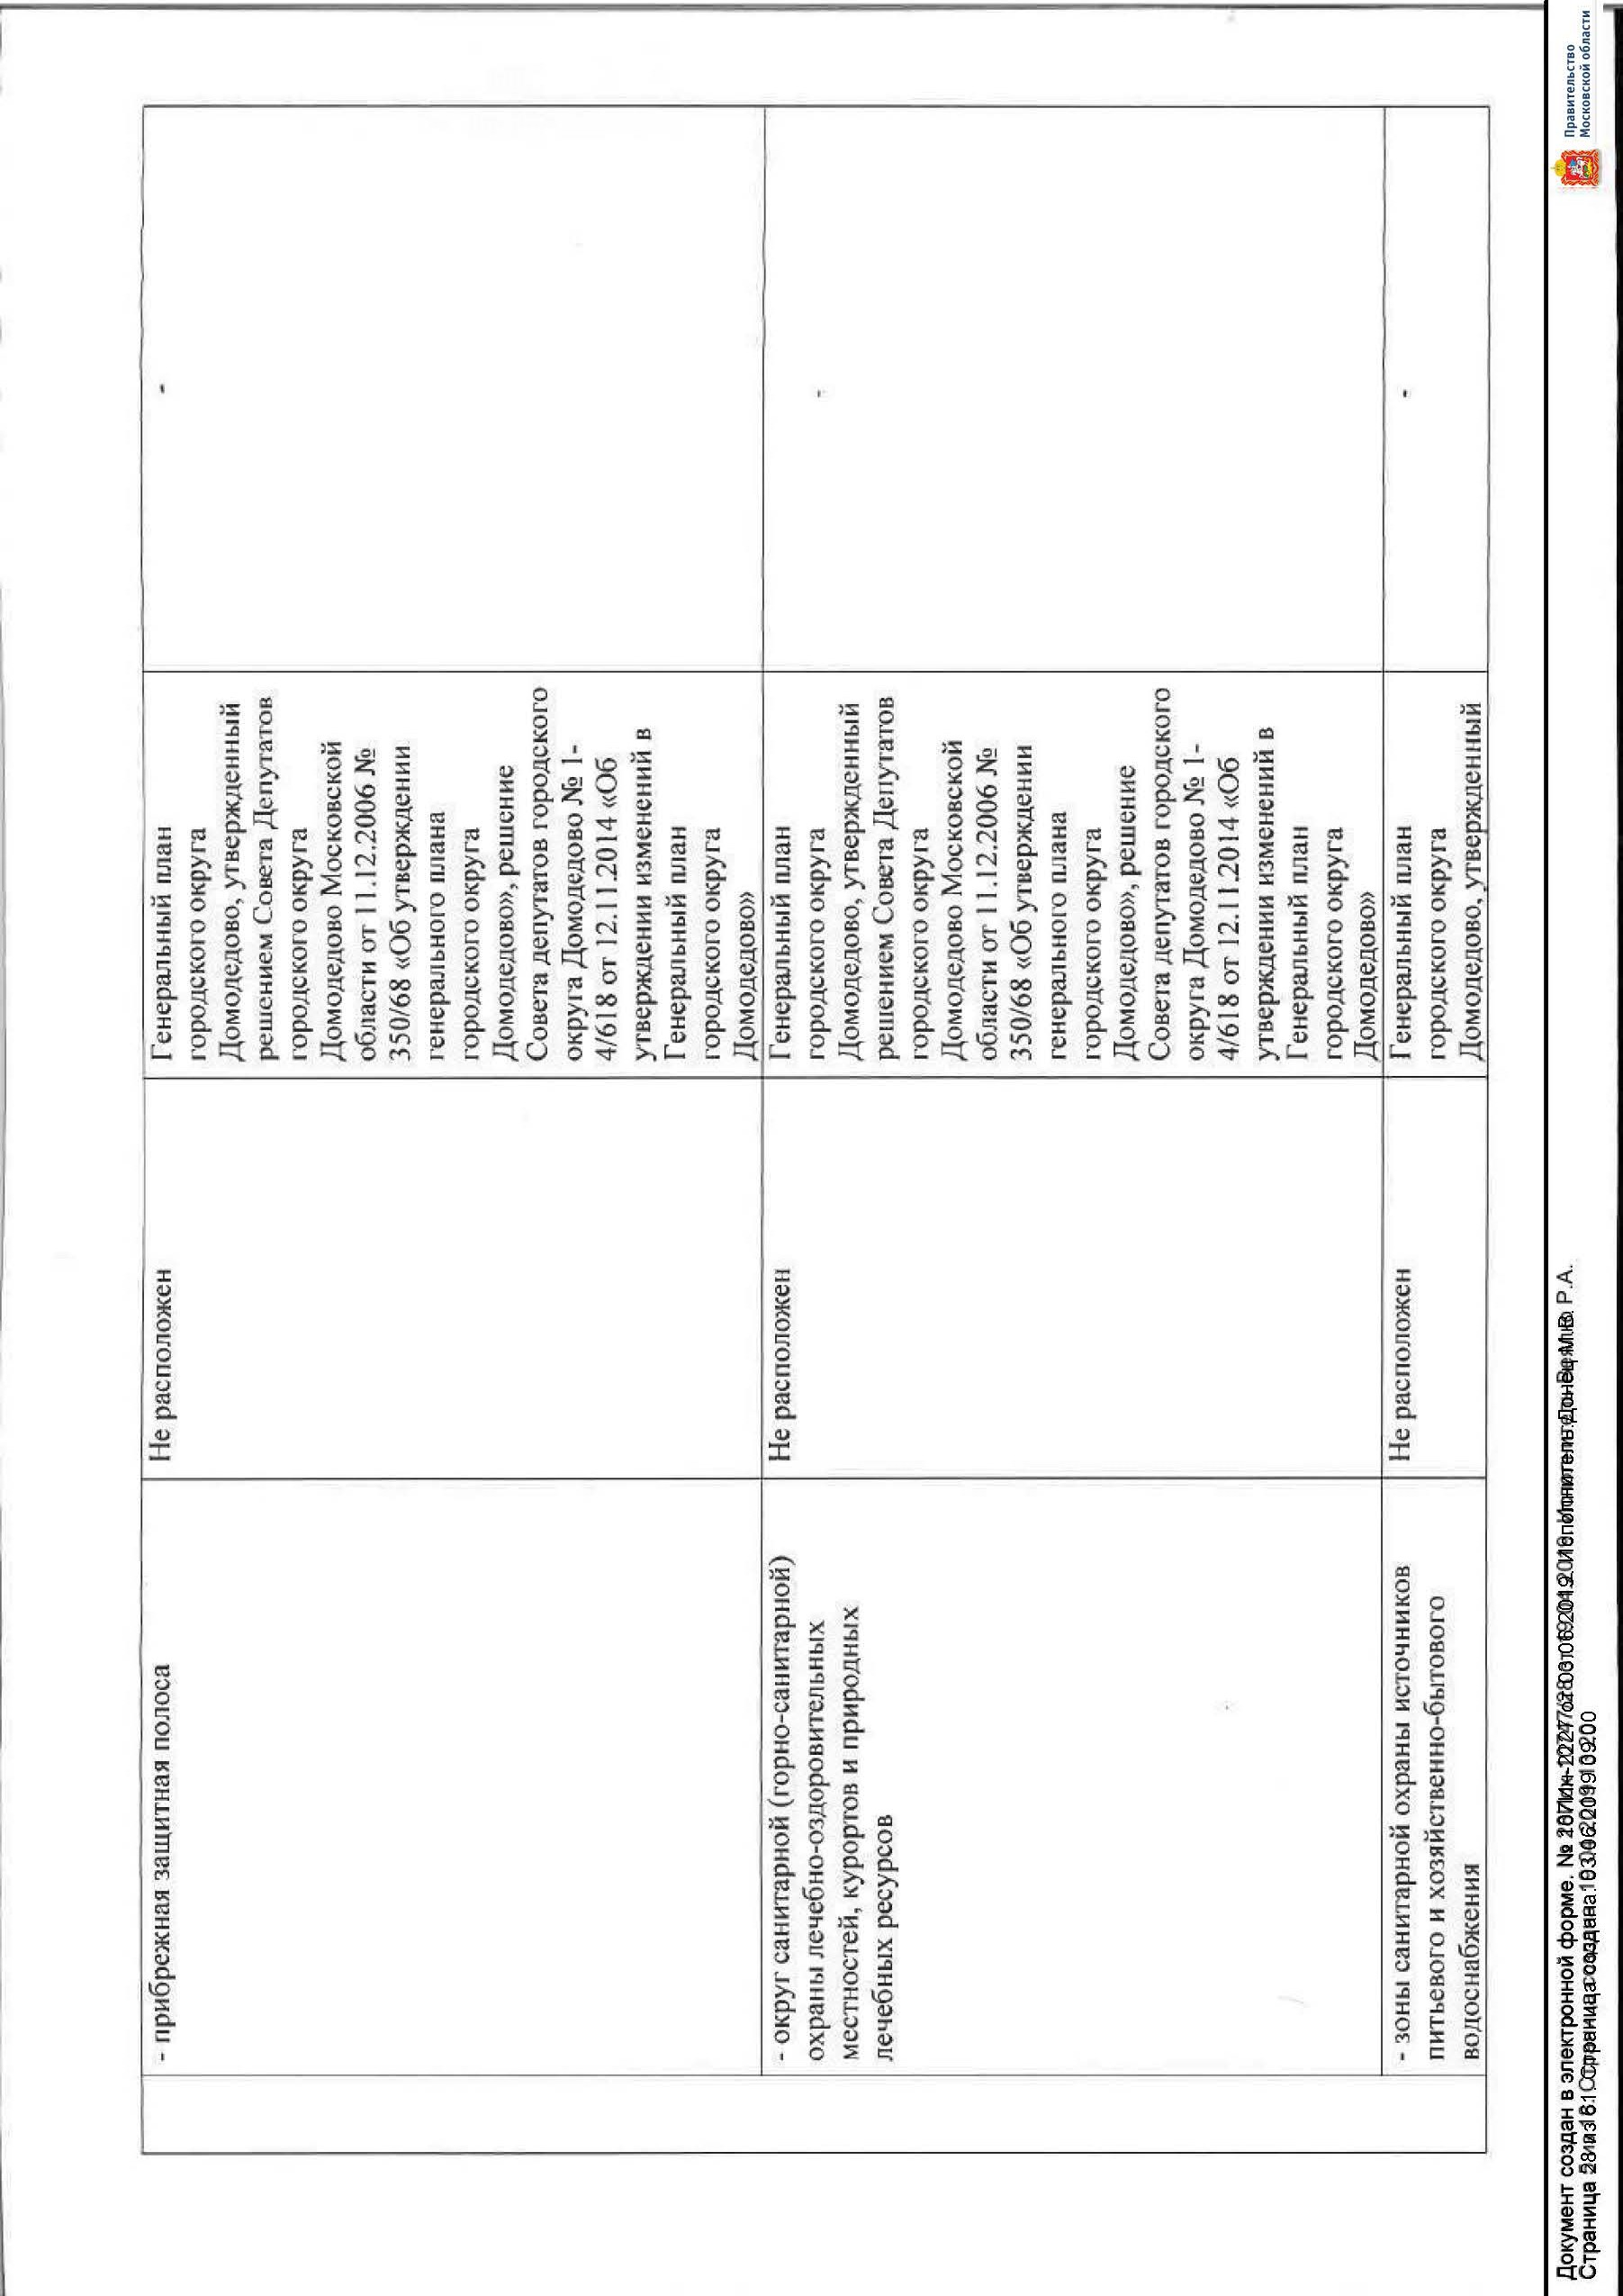 - прибрежная защитная полоса
Не расположен
Генеральный план
городского округа
Домодедово, утвержденный
решением Совета Депутатов
городского округа
Домодедово Московской
области от 11.12.2006 №
350/68 «Об утверждении
генерального плана
городского округа
Домодедово», решение
Совета депутатов городского
округа Домодедово № 1-
4/618 от 12.11.2014 «Об
утверждении изменений в
Генеральный план
городского округа
Домодедово»
-
- округ санитарной (горно-санитарной)
охраны лечебно-оздоровительных
местностей, курортов и природных
лечебных ресурсов
Не расположен
Генеральный план
городского округа
Домодедово, утвержденный
решением Совета Депутатов
городского округа
Домодедово Московской
области от 11.12.2006 №
350/68 «Об утверждении
генерального плана
городского округа
Домодедово», решение
Совета депутатов городского
округа Домодедово № 1-
4/618 от 12.11.2014 «Об
утверждении изменений в
Генеральный план
городского округа
Домодедово»
-
- зоны санитарной охраны источников
питьевого и хозяйственно-бытового
водоснабжения
Не расположен
Генеральный план
городского округа
Домодедово, утвержденный
-
Документ создан в электронной форме. № Р.А.
Страница
Правительство
Московской области